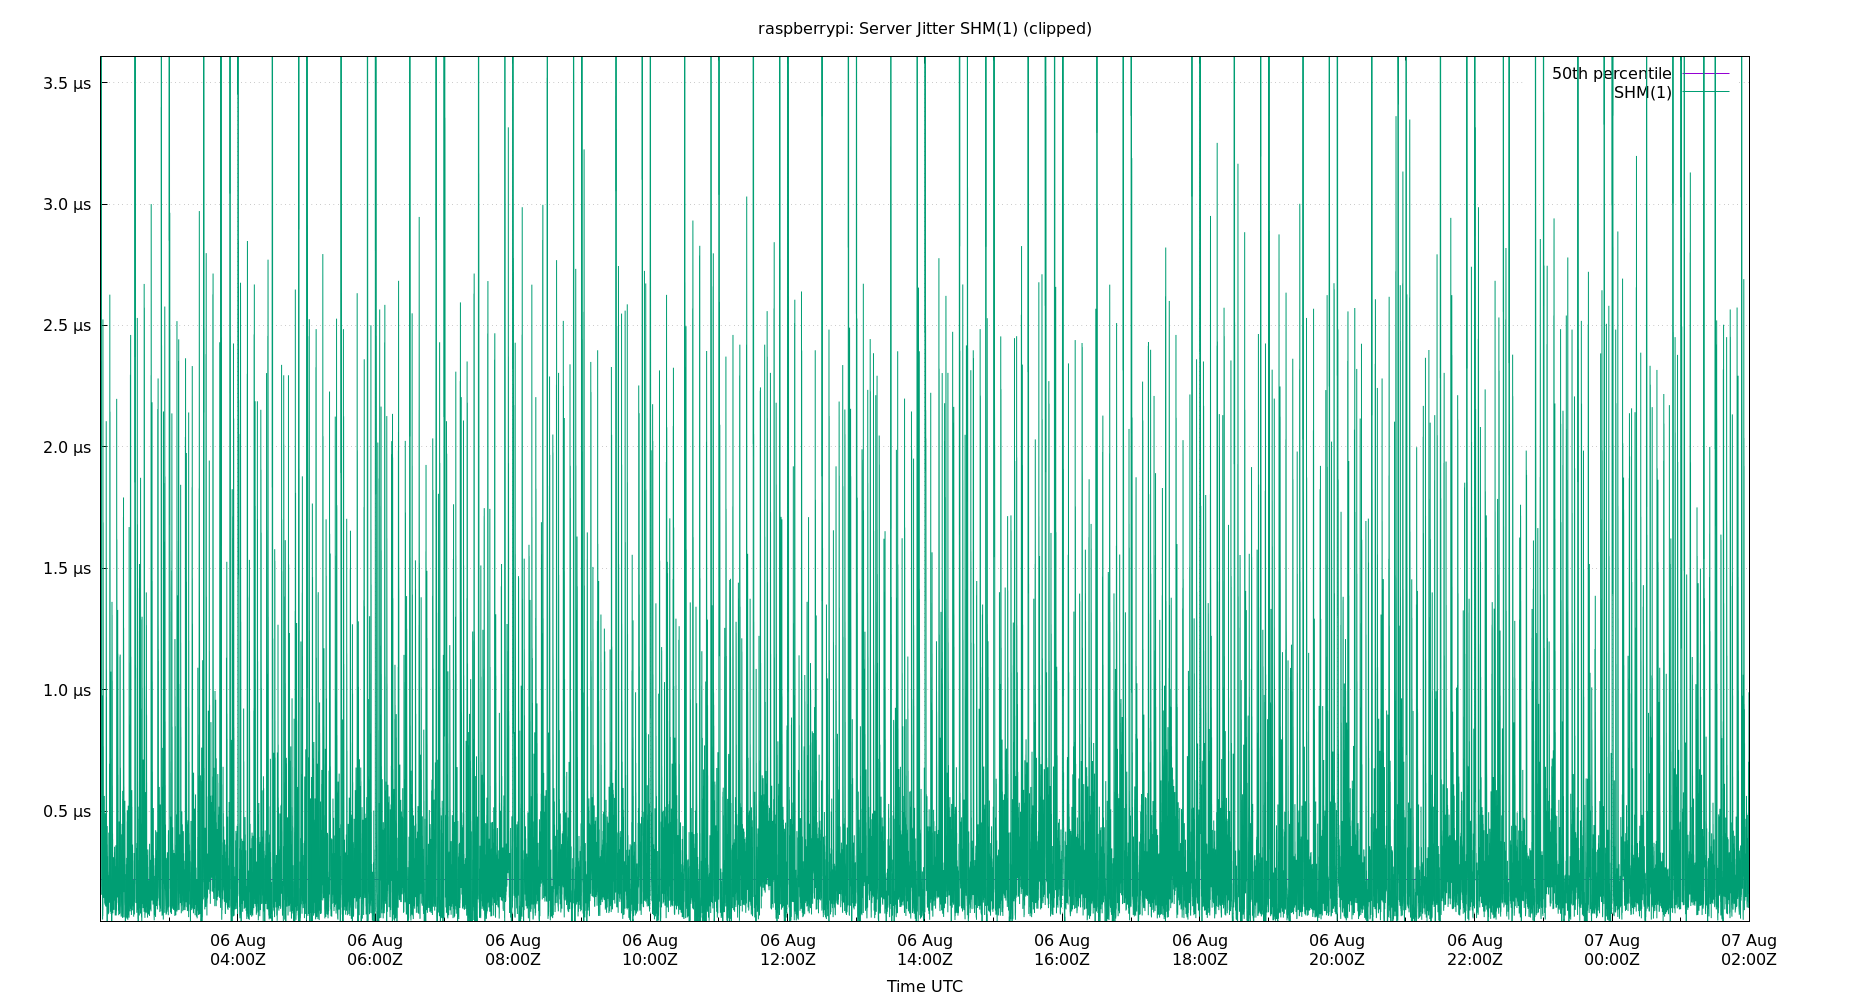 raspberrypi: Server Jitter SHM(1) (clipped)
50th percentile
SHM(1)
3.5 μs
3.0 μs
2.5 μs
2.0 μs
1.5 μs
1.0 μs
0.5 μs
06 Aug 06 Aug 06 Aug 06 Aug 06 Aug 06 Aug 06 Aug 06 Aug 06 Aug 06 Aug 07 Aug 07 Aug
04:00Z 06:00Z 08:00Z 10:00Z 12:00Z 14:00Z 16:00Z 18:00Z 20:00Z 22:00Z 00:00Z 02:00Z
Time UTC